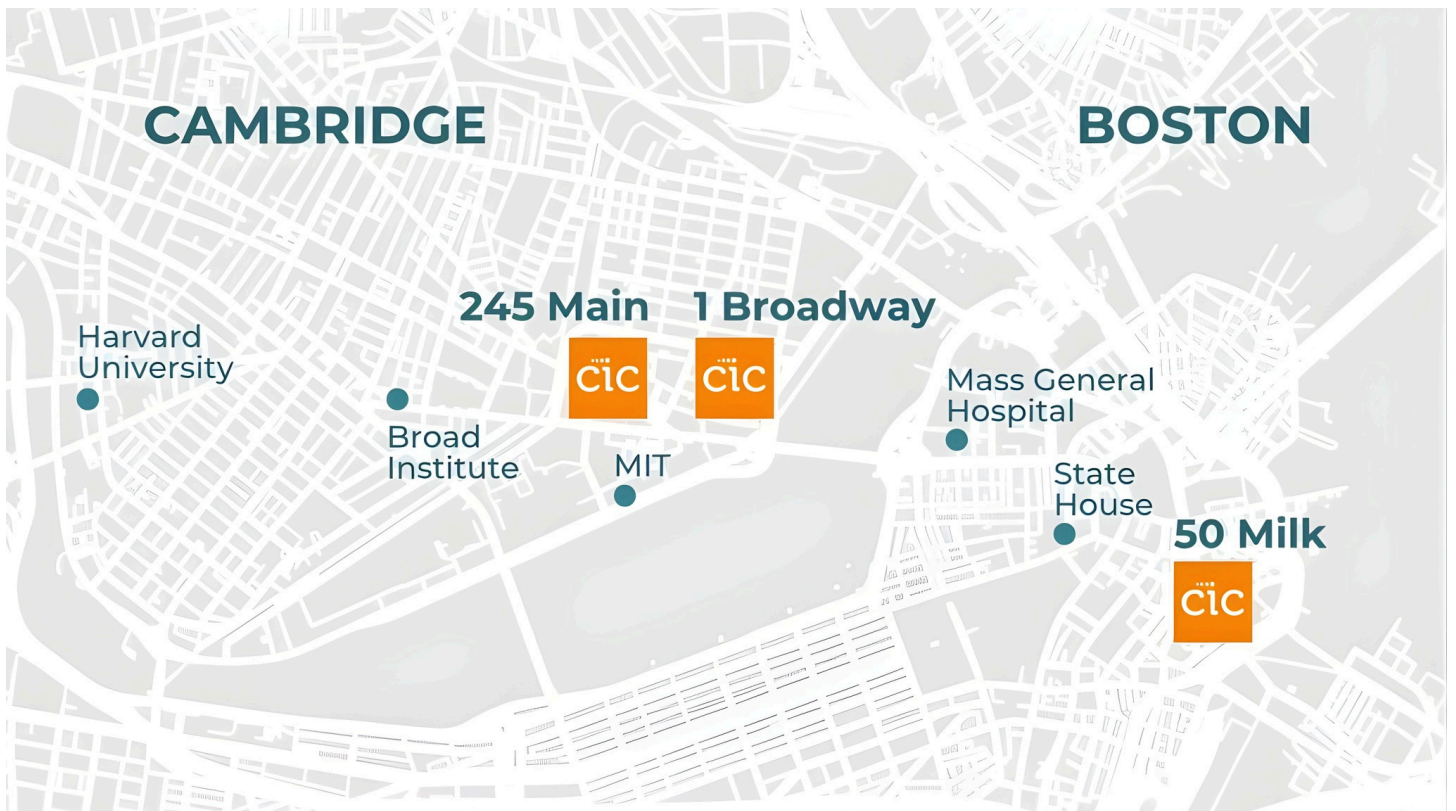 CAMBRIDGE
BOSTON
245 Main
1 Broadway
Harvard
University
cic
cic
Mass General
Hospital
Broad
Institute
MIT
State
House
50 Milk
cic